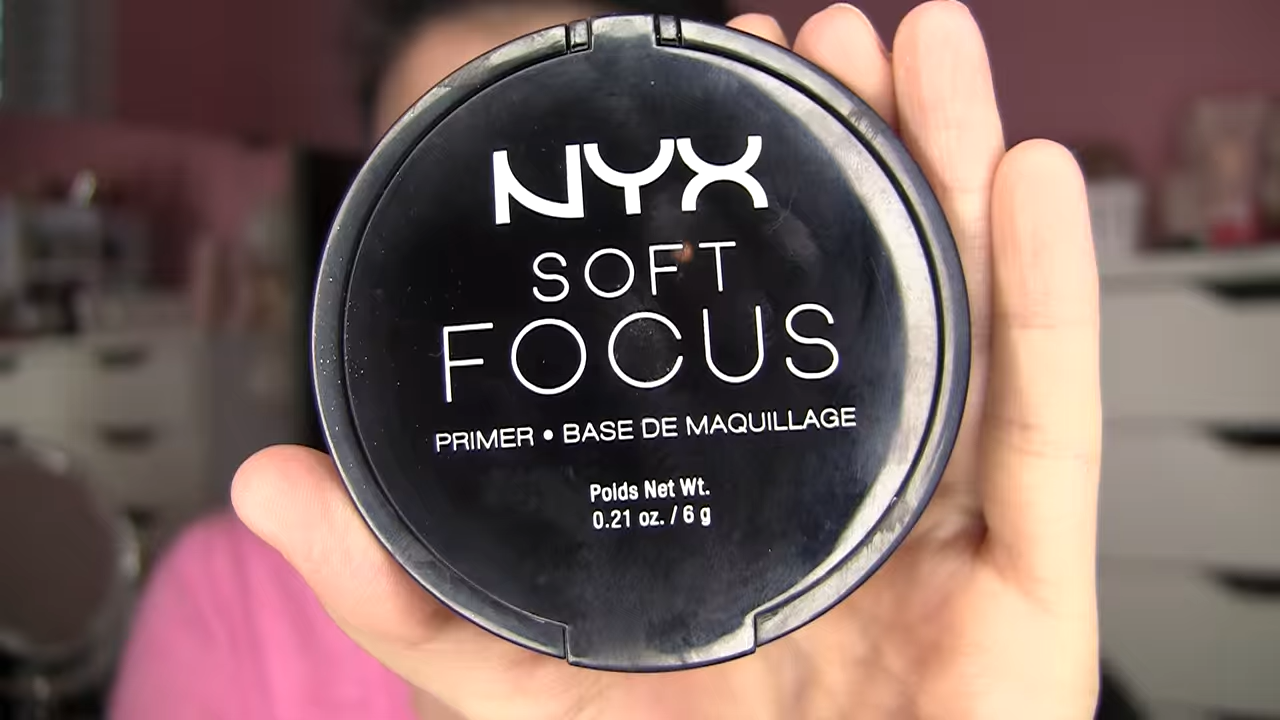 NYX
SOFT
FOCUS
PRIMER • BASE DE MAQUILLAGE
Poids Net Wt.
0.21 oz. / 6 g